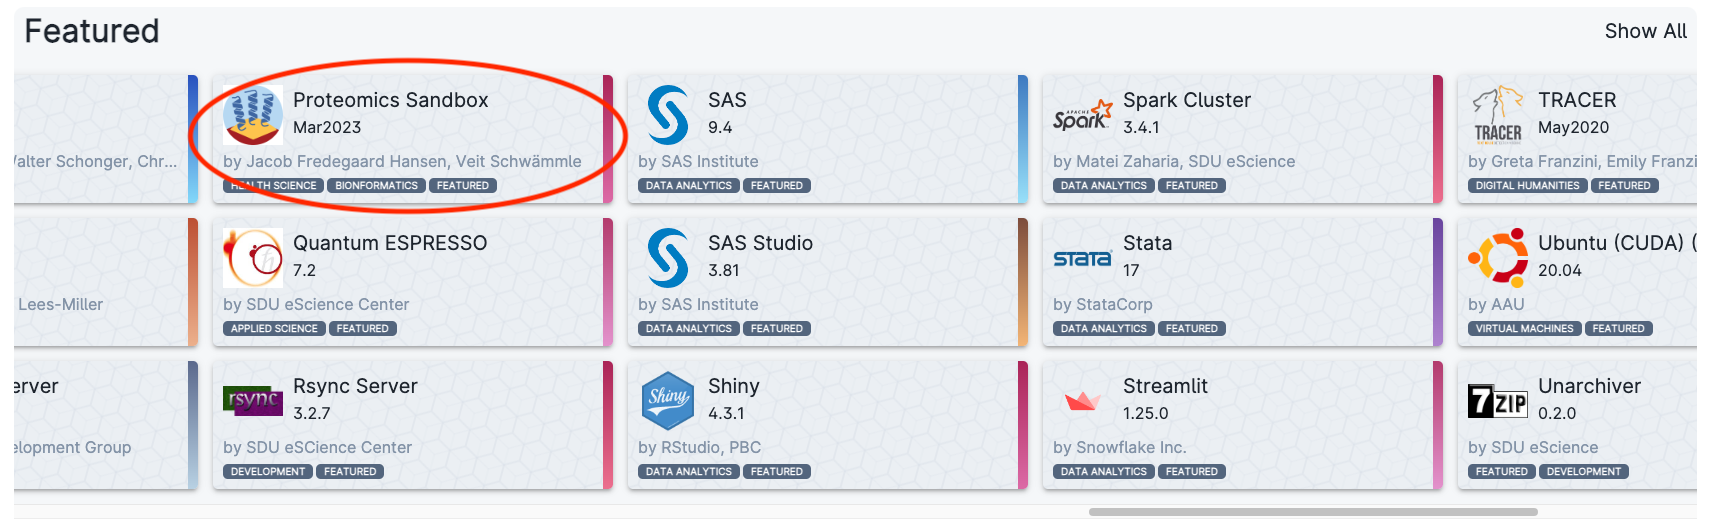 Featured
Show All
Walter Schonger, Chr...
Proteomics Sandbox
Mar2023
by Jacob Fredegaard Hansen, Veit Schwämmle
HEALTH SCIENCE BIONFORMATICS FEATURED
SAS
9.4
by SAS Institute
DATA ANALYTICS FEATURED
APACHE
Spark
Spark Cluster
3.4.1
by Matei Zaharia, SDU eScience
DATA ANALYTICS FEATURED
TRACER
TRACER
May2020
by Greta Franzini, Emily Franzi
DIGITAL HUMANITIES FEATURED
Lees-Miller
Quantum ESPRESSO
7.2
by SDU eScience Center
APPLIED SCIENCE FEATURED
SAS Studio
3.81
by SAS Institute
DATA ANALYTICS FEATURED
STATA
Stata
17
by StataCorp
DATA ANALYTICS FEATURED
Ubuntu (CUDA) (
20.04
by AAU
VIRTUAL MACHINES FEATURED
erver
elopment Group
rsync
Rsync Server
3.2.7
by SDU eSCience Center
DEVELOPMENT FEATURED
Shiny
Shiny
4.3.1
by RStudio, PBC
DATA ANALYTICS FEATURED
Streamlit
1.25.0
by Snowflake Inc.
DATA ANALYTICS FEATURED
7ZIP
Unarchiver
0.2.0
by SDU eScience
FEATURED DEVELOPMENT